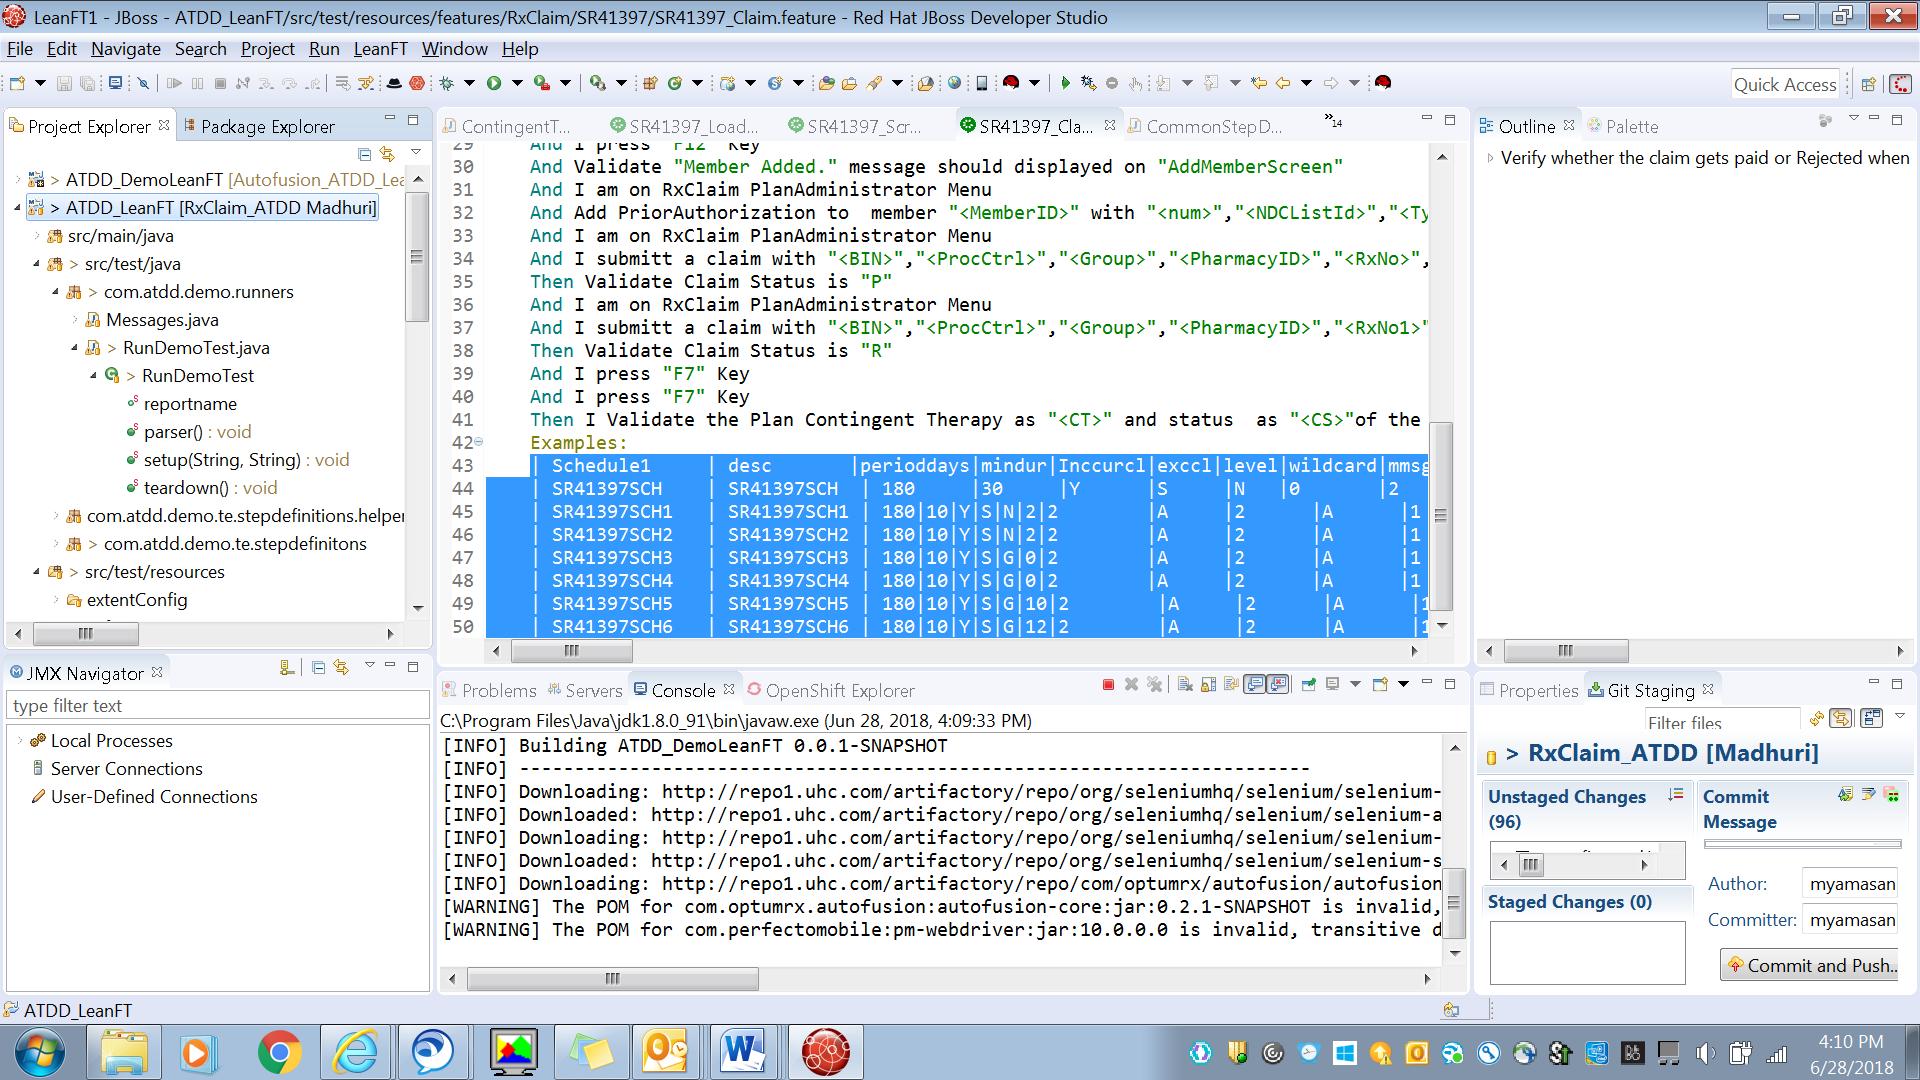 LeanFT1 - JBoss - ATDD_LeanFT/src/test/resources/features/RxClaim/SR41397/SR41397_Claim.feature - Red Hat JBoss Developer Studio
File Edit Navigate Search Project Run LeanFT Window Help
Quick Access
Project Explorer
Package Explorer
> ATDD_DemoLeanFT [Autofusion_ATDD_Lea
> ATDD_LeanFT [RxClaim_ATDD Madhuri]
src/main/java
> src/test/java
> com.atdd.demo.runners
Messages.java
> RunDemoTest.java
> RunDemoTest
reportname
parser() : void
setup(String, String) : void
teardown() : void
com.atdd.demo.te.stepdefinitions.helper
> com.atdd.demo.te.stepdefinitons
> src/test/resources
extentConfig
ContingentT...
SR41397_Load...
SR41397_Scr...
SR41397_Cla...
CommonStepD...
»14
29 And I press "F12" Key
30 And Validate "Member Added." message should displayed on "AddMemberScreen"
31 And I am on RxClaim PlanAdministrator Menu
32 And Add PriorAuthorization to  member "<MemberID>" with "<num>","<NDCListId>","<Ty
33 And I am on RxClaim PlanAdministrator Menu
34 And I submitt a claim with "<BIN>","<ProcCtrl>","<Group>","<PharmacyID>","<RxNo>",
35 Then Validate Claim Status is "P"
36 And I am on RxClaim PlanAdministrator Menu
37 And I submitt a claim with "<BIN>","<ProcCtrl>","<Group>","<PharmacyID>","<RxNo1>"
38 Then Validate Claim Status is "R"
39 And I press "F7" Key
40 And I press "F7" Key
41 Then I Validate the Plan Contingent Therapy as "<CT>" and status  as "<CS>"of the
42 Examples:
43 | Schedule1 | desc |perioddays|mindur|Inccurcl|exccl|level|wildcard|mmsg
44 | SR41397SCH | SR41397SCH | 180 |30 |Y |S |N |0 |2
45 | SR41397SCH1 | SR41397SCH1 | 180|10|Y|S|N|2|2 |A |2 |A |1
46 | SR41397SCH2 | SR41397SCH2 | 180|10|Y|S|N|2|2 |A |2 |A |1
47 | SR41397SCH3 | SR41397SCH3 | 180|10|Y|S|G|0|2 |A |2 |A |1
48 | SR41397SCH4 | SR41397SCH4 | 180|10|Y|S|G|0|2 |A |2 |A |1
49 | SR41397SCH5 | SR41397SCH5 | 180|10|Y|S|G|10|2 |A |2 |A |1
50 | SR41397SCH6 | SR41397SCH6 | 180|10|Y|S|G|12|2 |A |2 |A |1
Outline
Palette
Verify whether the claim gets paid or Rejected when
JMX Navigator
type filter text
Local Processes
Server Connections
User-Defined Connections
Problems
Servers
Console
OpenShift Explorer
C:\Program Files\Java\jdk1.8.0_91\bin\javaw.exe (Jun 28, 2018, 4:09:33 PM)
[INFO] Building ATDD_DemoLeanFT 0.0.1-SNAPSHOT
[INFO] ------------------------------------------------------------------------
[INFO] Downloading: http://repo1.uhc.com/artifactory/repo/org/seleniumhq/selenium/selenium-
[INFO] Downloaded: http://repo1.uhc.com/artifactory/repo/org/seleniumhq/selenium/selenium-a
[INFO] Downloading: http://repo1.uhc.com/artifactory/repo/org/seleniumhq/selenium/selenium-
[INFO] Downloaded: http://repo1.uhc.com/artifactory/repo/org/seleniumhq/selenium/selenium-s
[INFO] Downloading: http://repo1.uhc.com/artifactory/repo/com/optumrx/autofusion/autofusion
[WARNING] The POM for com.optumrx.autofusion:autofusion-core:jar:0.2.1-SNAPSHOT is invalid,
[WARNING] The POM for com.perfectomobile:pm-webdriver:jar:10.0.0.0 is invalid, transitive d
Properties
Git Staging
Filter files
> RxClaim_ATDD [Madhuri]
Unstaged Changes
(96)
Staged Changes (0)
Commit
Message
Author: myamasan
Committer: myamasan
Commit and Push...
ATDD_LeanFT
4:10 PM
6/28/2018